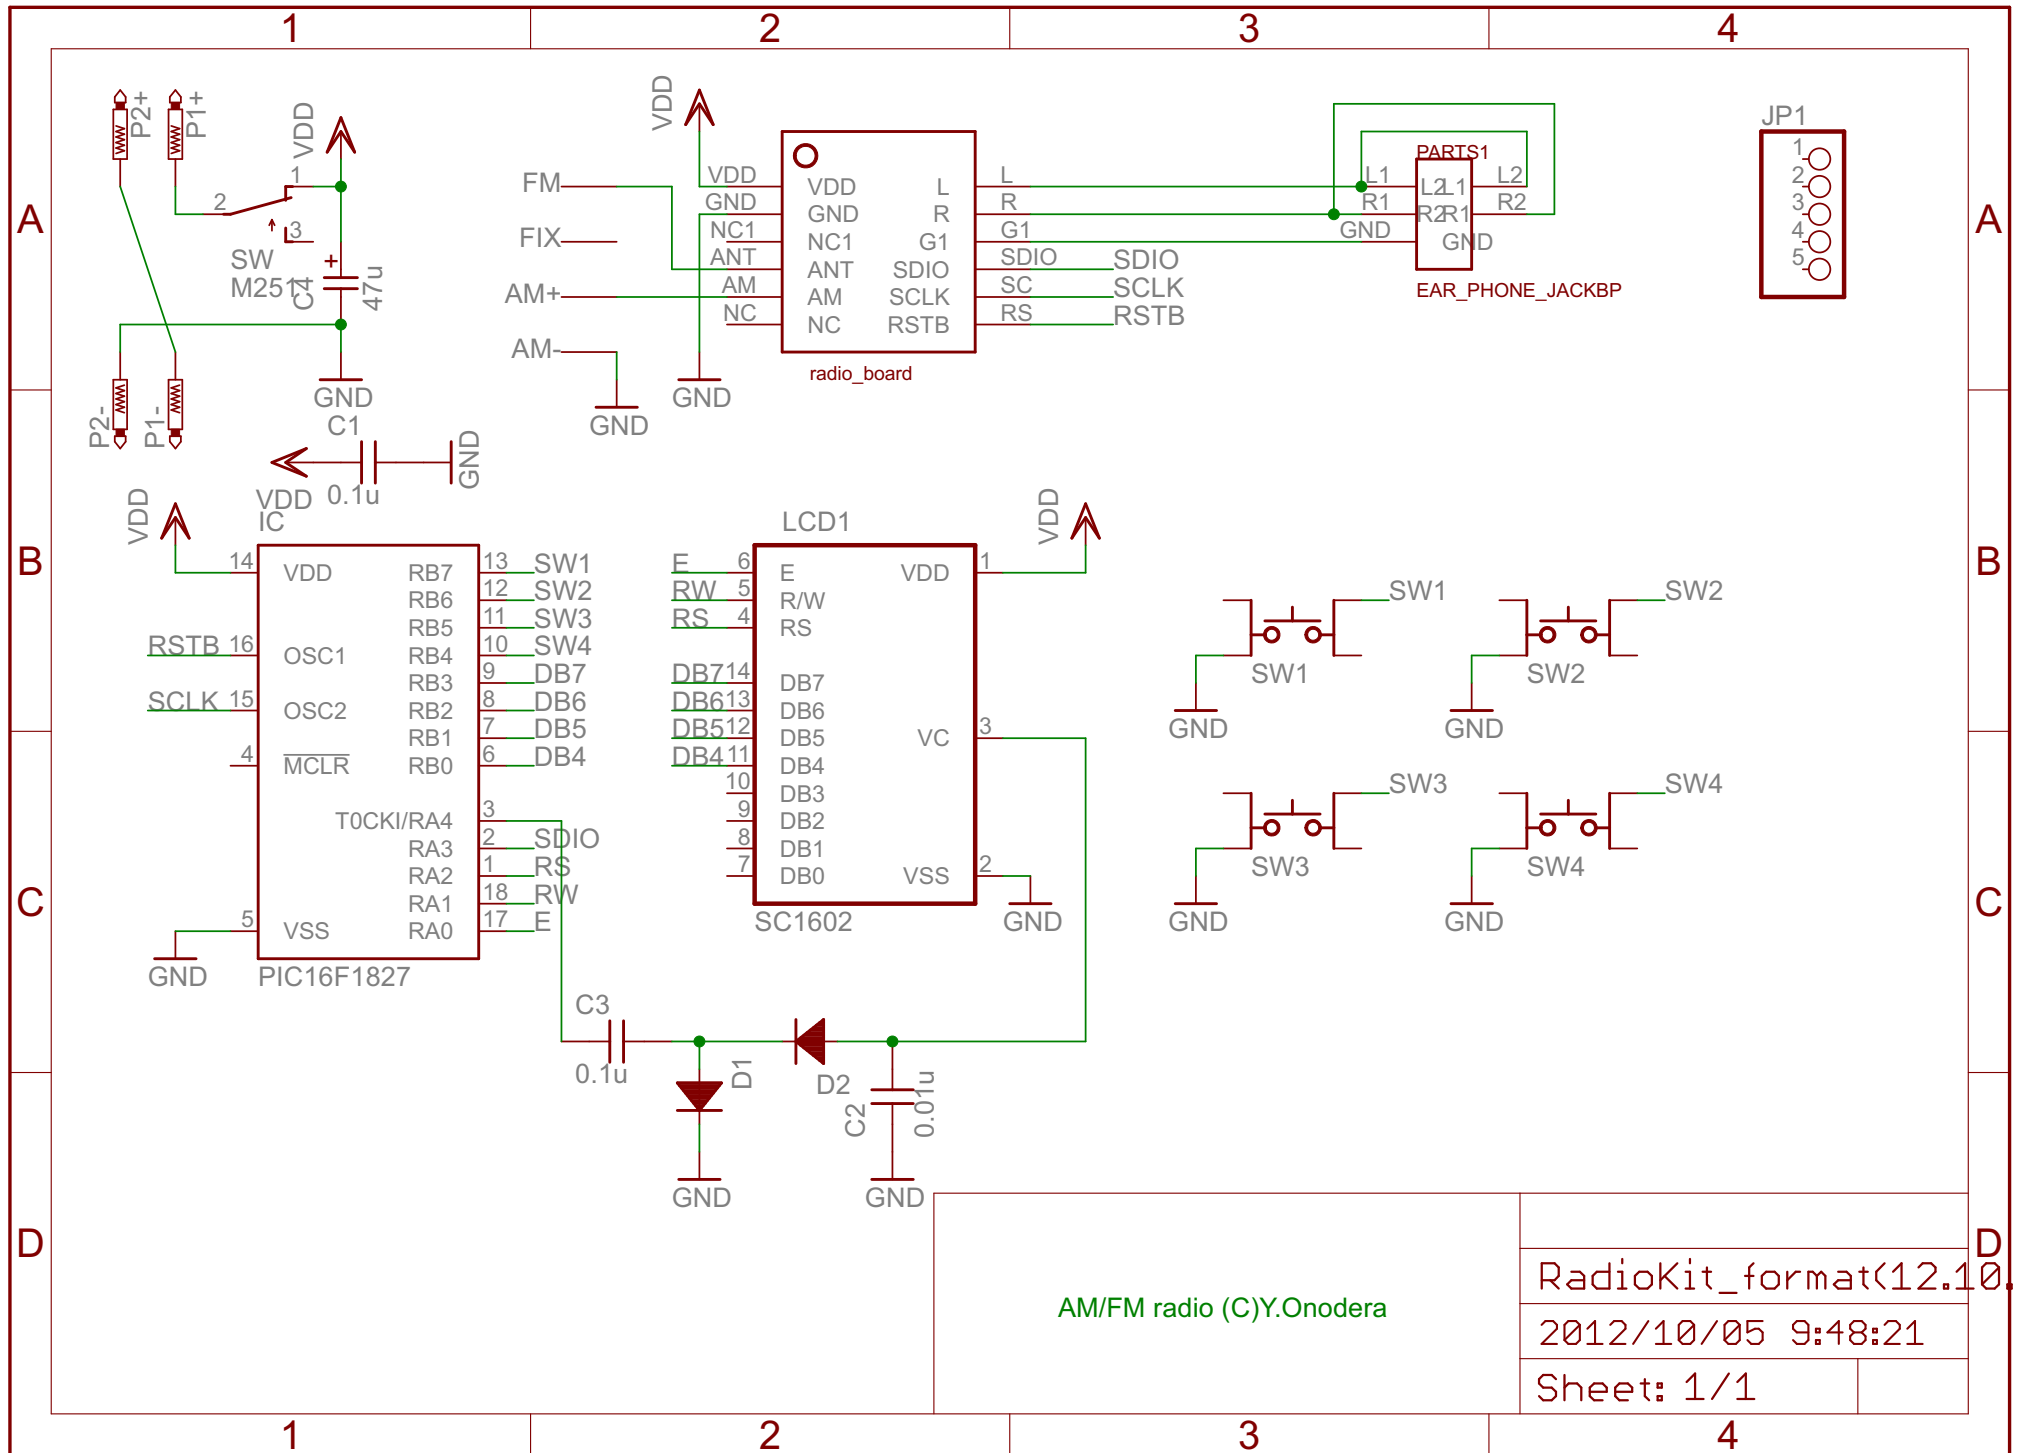 1
2
3
4
A
A
P2+
P1+
VDD
1
2
3
SW
M251
C4
+
47u
GND
P2-
P1-
C1
VDD
0.1u
GND
FM
FIX
AM+
AM-
GND
VDD
GND
VDD
GND
NC1
ANT
AM
NC
VDD
GND
NC1
ANT
AM
NC
L
R
G1
SDIO
SCLK
RSTB
L
R
G1
SDIO
SC
RS
SDIO
SCLK
RSTB
radio_board
PARTS1
L1
R1
GND
L2
L1
R2
R1
GND
L2
R2
EAR_PHONE_JACKBP
JP1
1
2
3
4
5
B
B
VDD
IC
14
VDD
RSTB 16
OSC1
SCLK 15
OSC2
4
MCLR
5
VSS
GND
PIC16F1827
RB7 13 SW1
RB6 12 SW2
RB5 11 SW3
RB4 10 SW4
RB3 9 DB7
RB2 8 DB6
RB1 7 DB5
RB0 6 DB4
T0CKI/RA4 3
RA3 2 SDIO
RA2 1 RS
RA1 18 RW
RA0 17 E
LCD1
E 6 E
RW 5 R/W
RS 4 RS
DB7 14 DB7
DB6 13 DB6
DB5 12 DB5
DB4 11 DB4
10 DB3
9 DB2
8 DB1
7 DB0
VDD 1
VDD
VC 3
VSS 2
GND
SC1602
SW1
SW1
GND
SW2
SW2
GND
SW3
SW3
GND
SW4
SW4
GND
C
C
C3
0.1u
D1
GND
D2
C2
0.01u
GND
D
D
AM/FM radio (C)Y.Onodera
RadioKit_format(12.10.
2012/10/05 9:48:21
Sheet: 1/1
1
2
3
4